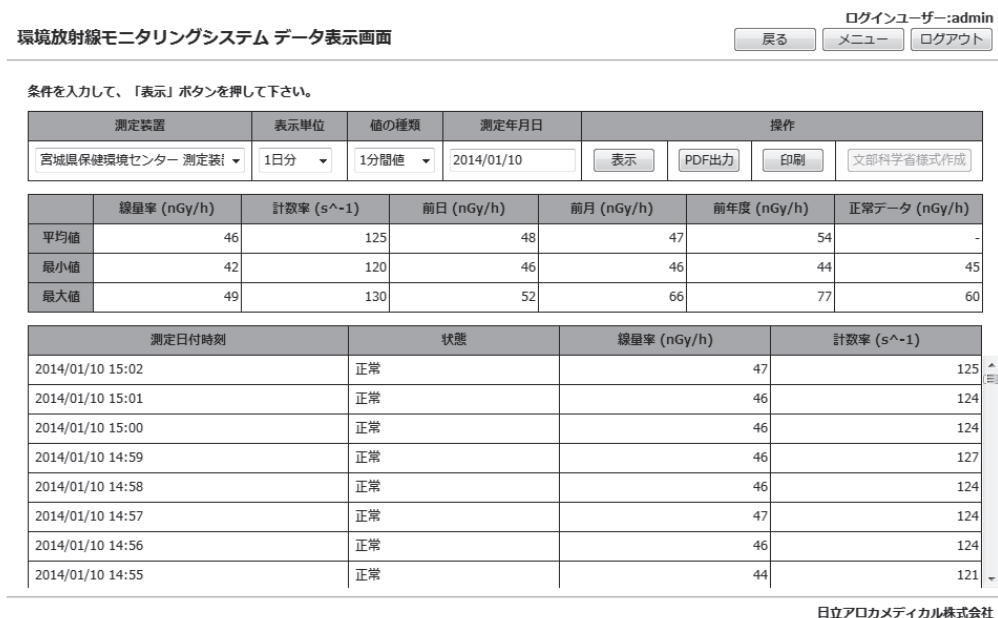 ログインユーザー:admin
環境放射線モニタリングシステム データ表示画面
戻る メニュー ログアウト
条件を入力して、「表示」ボタンを押して下さい。
測定装置 表示単位 値の種類 測定年月日 操作
宮城県保健環境センター 測定装 1日分 1分間値 2014/01/10 表示 PDF出力 印刷 文部科学省様式作成
線量率 (nGy/h) 計数率 (s^-1) 前日 (nGy/h) 前月 (nGy/h) 前年度 (nGy/h) 正常データ (nGy/h)
平均値 46 125 48 47 54 -
最小値 42 120 46 46 44 45
最大値 49 130 52 66 77 60
測定日付時刻 状態 線量率 (nGy/h) 計数率 (s^-1)
2014/01/10 15:02 正常 47 125
2014/01/10 15:01 正常 46 124
2014/01/10 15:00 正常 46 124
2014/01/10 14:59 正常 46 127
2014/01/10 14:58 正常 46 124
2014/01/10 14:57 正常 47 124
2014/01/10 14:56 正常 46 124
2014/01/10 14:55 正常 44 121
日立アロカメディカル株式会社